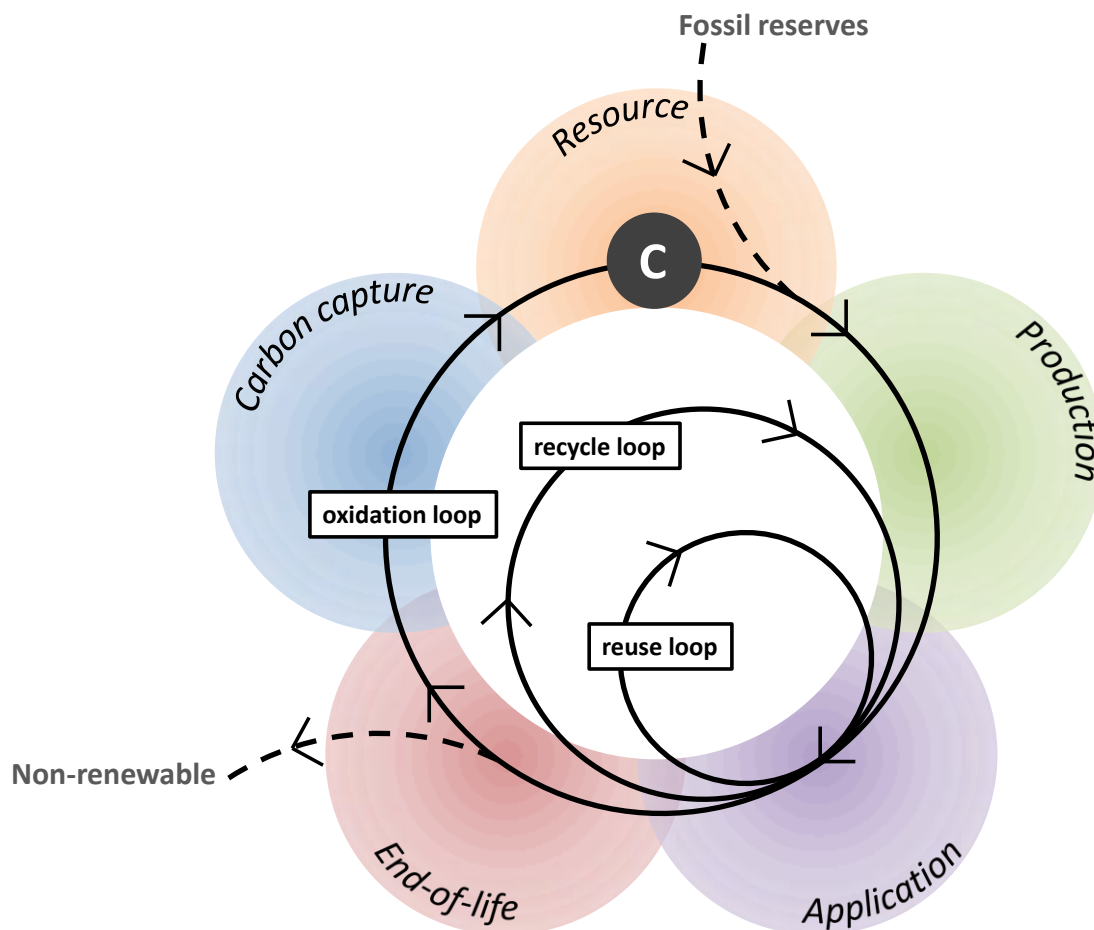 Fossil reserves
Resource
C
Carbon capture
Production
recycle loop
oxidation loop
reuse loop
Non-renewable
End-of-life
Application